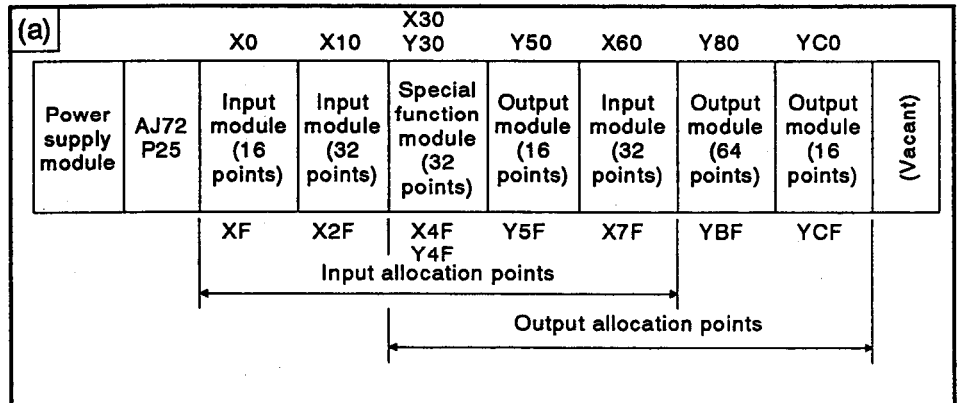 (a)
X30
X0 X10 Y30 Y50 X60 Y80 YC0
Power supply module
AJ72 P25
Input module (16 points)
Input module (32 points)
Special function module (32 points)
Output module (16 points)
Input module (32 points)
Output module (64 points)
Output module (16 points)
(Vacant)
XF X2F X4F Y5F X7F YBF YCF
Y4F
Input allocation points
Output allocation points